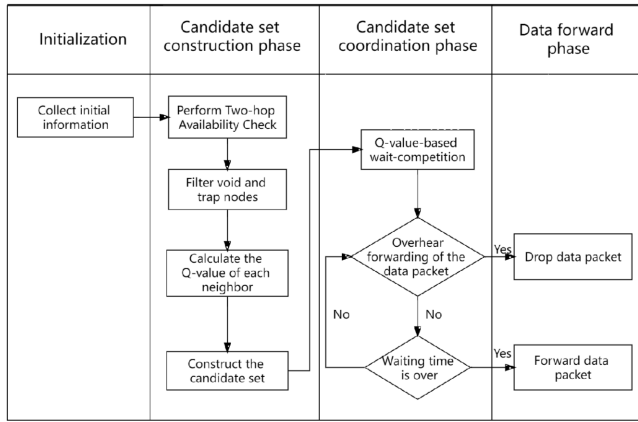 Initialization
Candidate set
construction phase
Candidate set
coordination phase
Data forward
phase
Collect initial
information
Perform Two-hop
Availability Check
Filter void and
trap nodes
Calculate the
Q-value of each
neighbor
Construct the
candidate set
Q-value-based
wait-competition
Overhear
forwarding of the
data packet
Yes
Drop data packet
No
No
Waiting time
is over
Yes
Forward data
packet